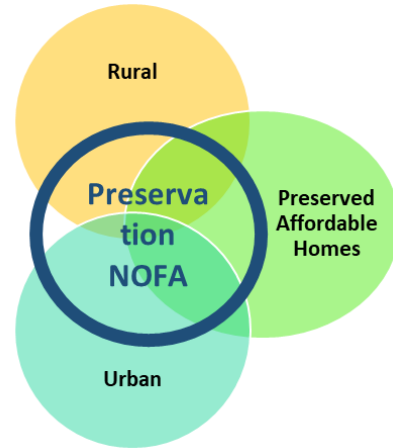 Rural
Preserva
tion
NOFA
Preserved
Affordable
Homes
Urban